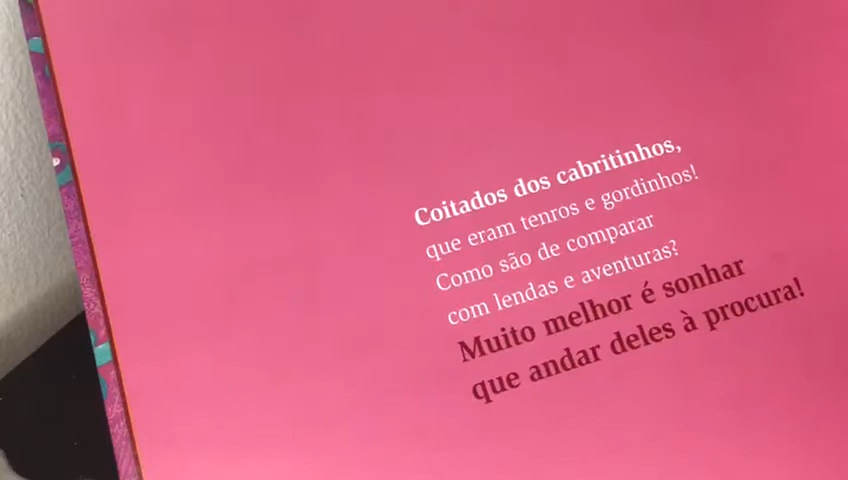 Coitados dos cabritinhos,
que eram tenros e gordinhos!
Como são de comparar
com lendas e aventuras?
Muito melhor é sonhar
que andar deles à procura!